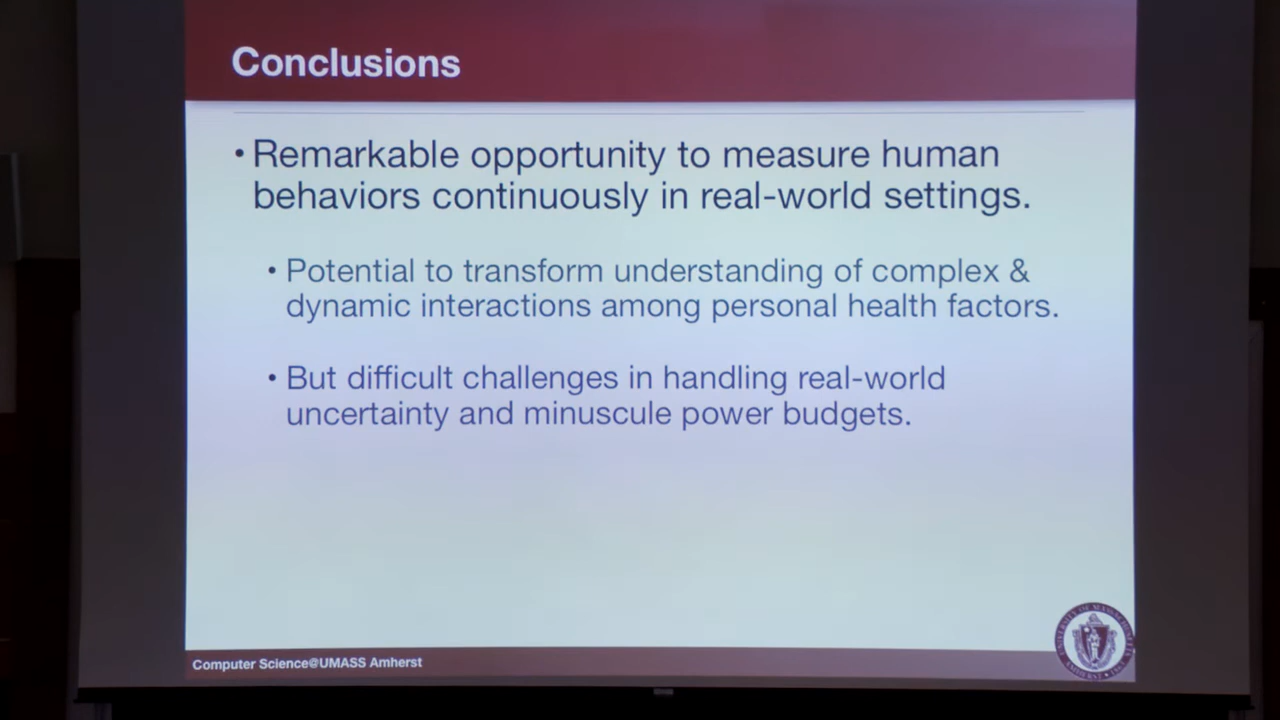 Conclusions
• Remarkable opportunity to measure human
behaviors continuously in real-world settings.
• Potential to transform understanding of complex &
dynamic interactions among personal health factors.
• But difficult challenges in handling real-world
uncertainty and minuscule power budgets.
Computer Science@UMASS Amherst